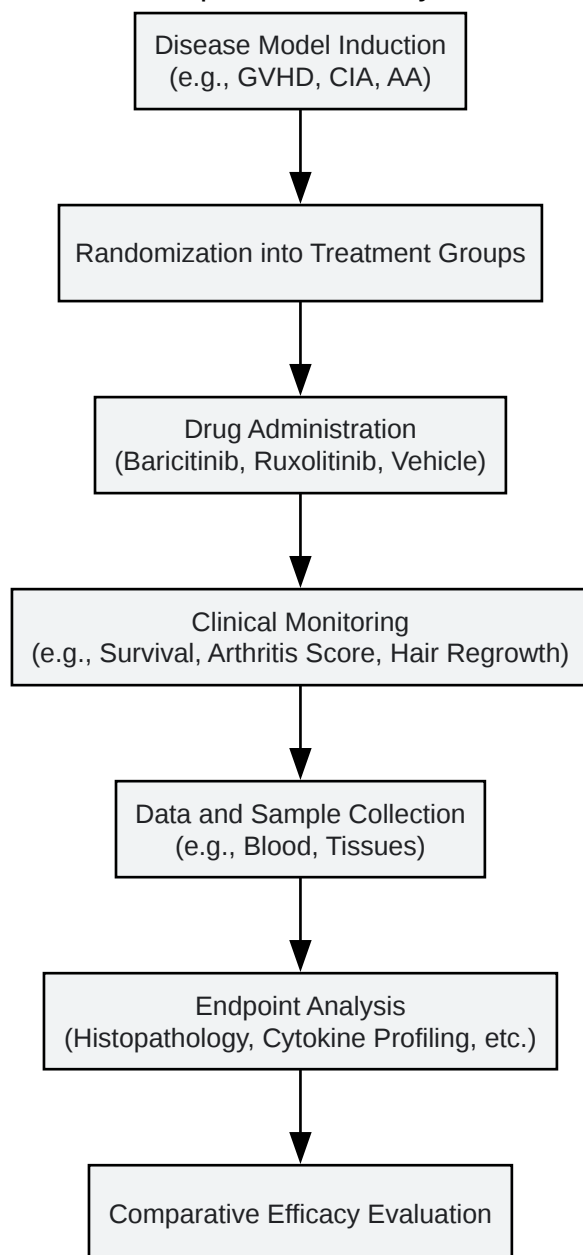 Disease Model Induction
(e.g., GVHD, CIA, AA)
Randomization into Treatment Groups
Drug Administration
(Baricitinib, Ruxolitinib, Vehicle)
Clinical Monitoring
(e.g., Survival, Arthritis Score, Hair Regrowth)
Data and Sample Collection
(e.g., Blood, Tissues)
Endpoint Analysis
(Histopathology, Cytokine Profiling, etc.)
Comparative Efficacy Evaluation